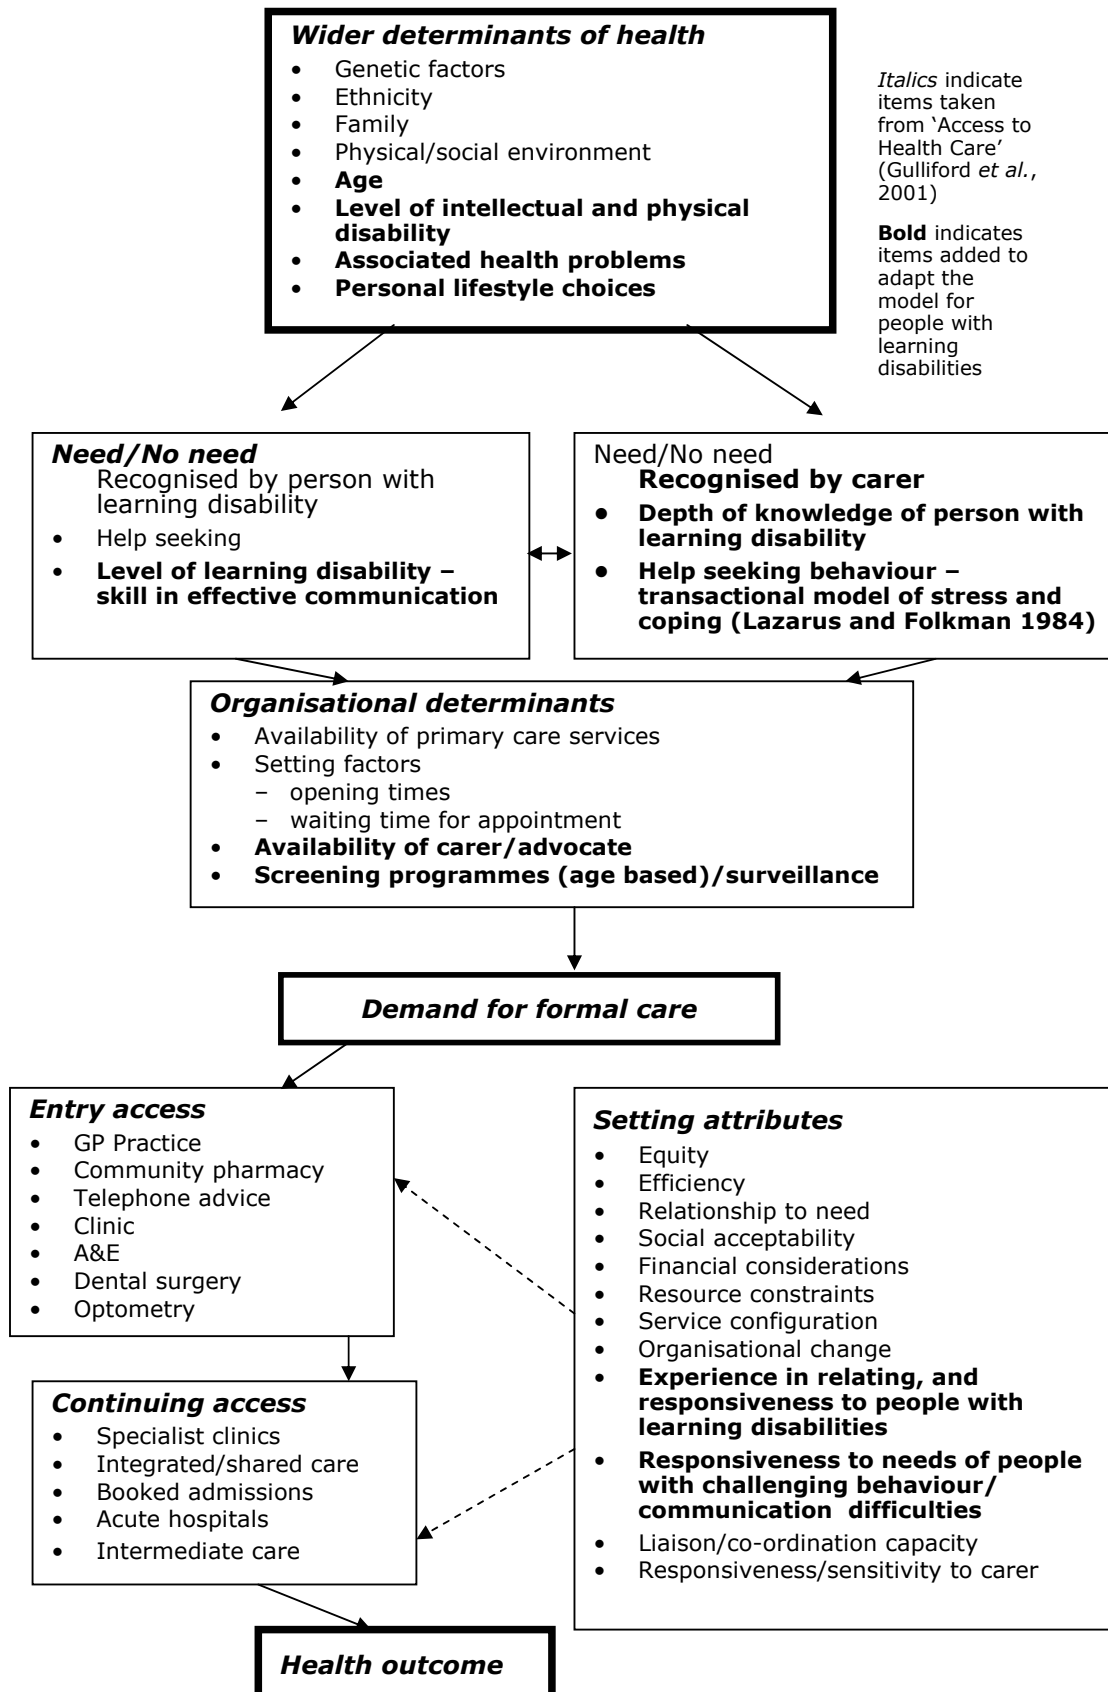 Wider determinants of health
• Genetic factors
• Ethnicity
• Family
• Physical/social environment
• Age
• Level of intellectual and physical
disability
• Associated health problems
• Personal lifestyle choices
Italics indicate
items taken
from ‘Access to
Health Care’
(Gulliford et al.,
2001)
Bold indicates
items added to
adapt the
model for
people with
learning
disabilities
Need/No need
Recognised by person with
learning disability
• Help seeking
• Level of learning disability –
skill in effective communication
Need/No need
Recognised by carer
• Depth of knowledge of person with
learning disability
• Help seeking behaviour –
transactional model of stress and
coping (Lazarus and Folkman 1984)
Organisational determinants
• Availability of primary care services
• Setting factors
– opening times
– waiting time for appointment
• Availability of carer/advocate
• Screening programmes (age based)/surveillance
Demand for formal care
Entry access
• GP Practice
• Community pharmacy
• Telephone advice
• Clinic
• A&E
• Dental surgery
• Optometry
Setting attributes
• Equity
• Efficiency
• Relationship to need
• Social acceptability
• Financial considerations
• Resource constraints
• Service configuration
• Organisational change
• Experience in relating, and
responsiveness to people with
learning disabilities
• Responsiveness to needs of people
with challenging behaviour/
communication difficulties
• Liaison/co-ordination capacity
• Responsiveness/sensitivity to carer
Continuing access
• Specialist clinics
• Integrated/shared care
• Booked admissions
• Acute hospitals
• Intermediate care
Health outcome